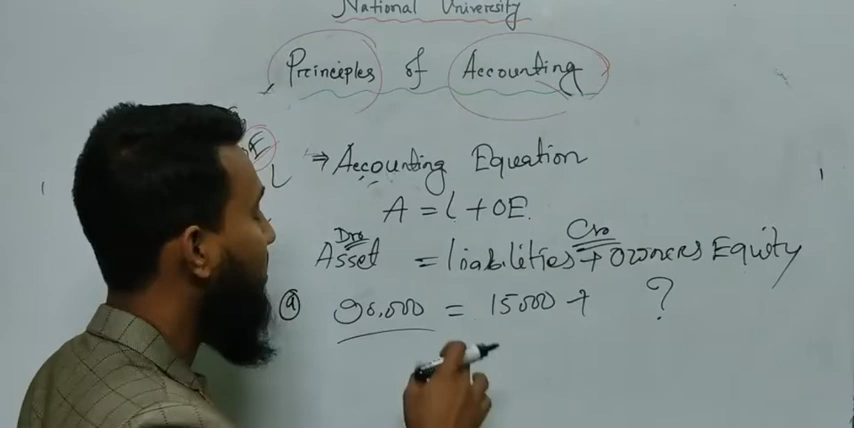 National University
Principles of Accounting
E
L
⇒ Accounting Equation
A = L + OE
Dr. Cr.
Asset = Liabilities + Owners Equity
(a) 90,000 = 15000 + ?